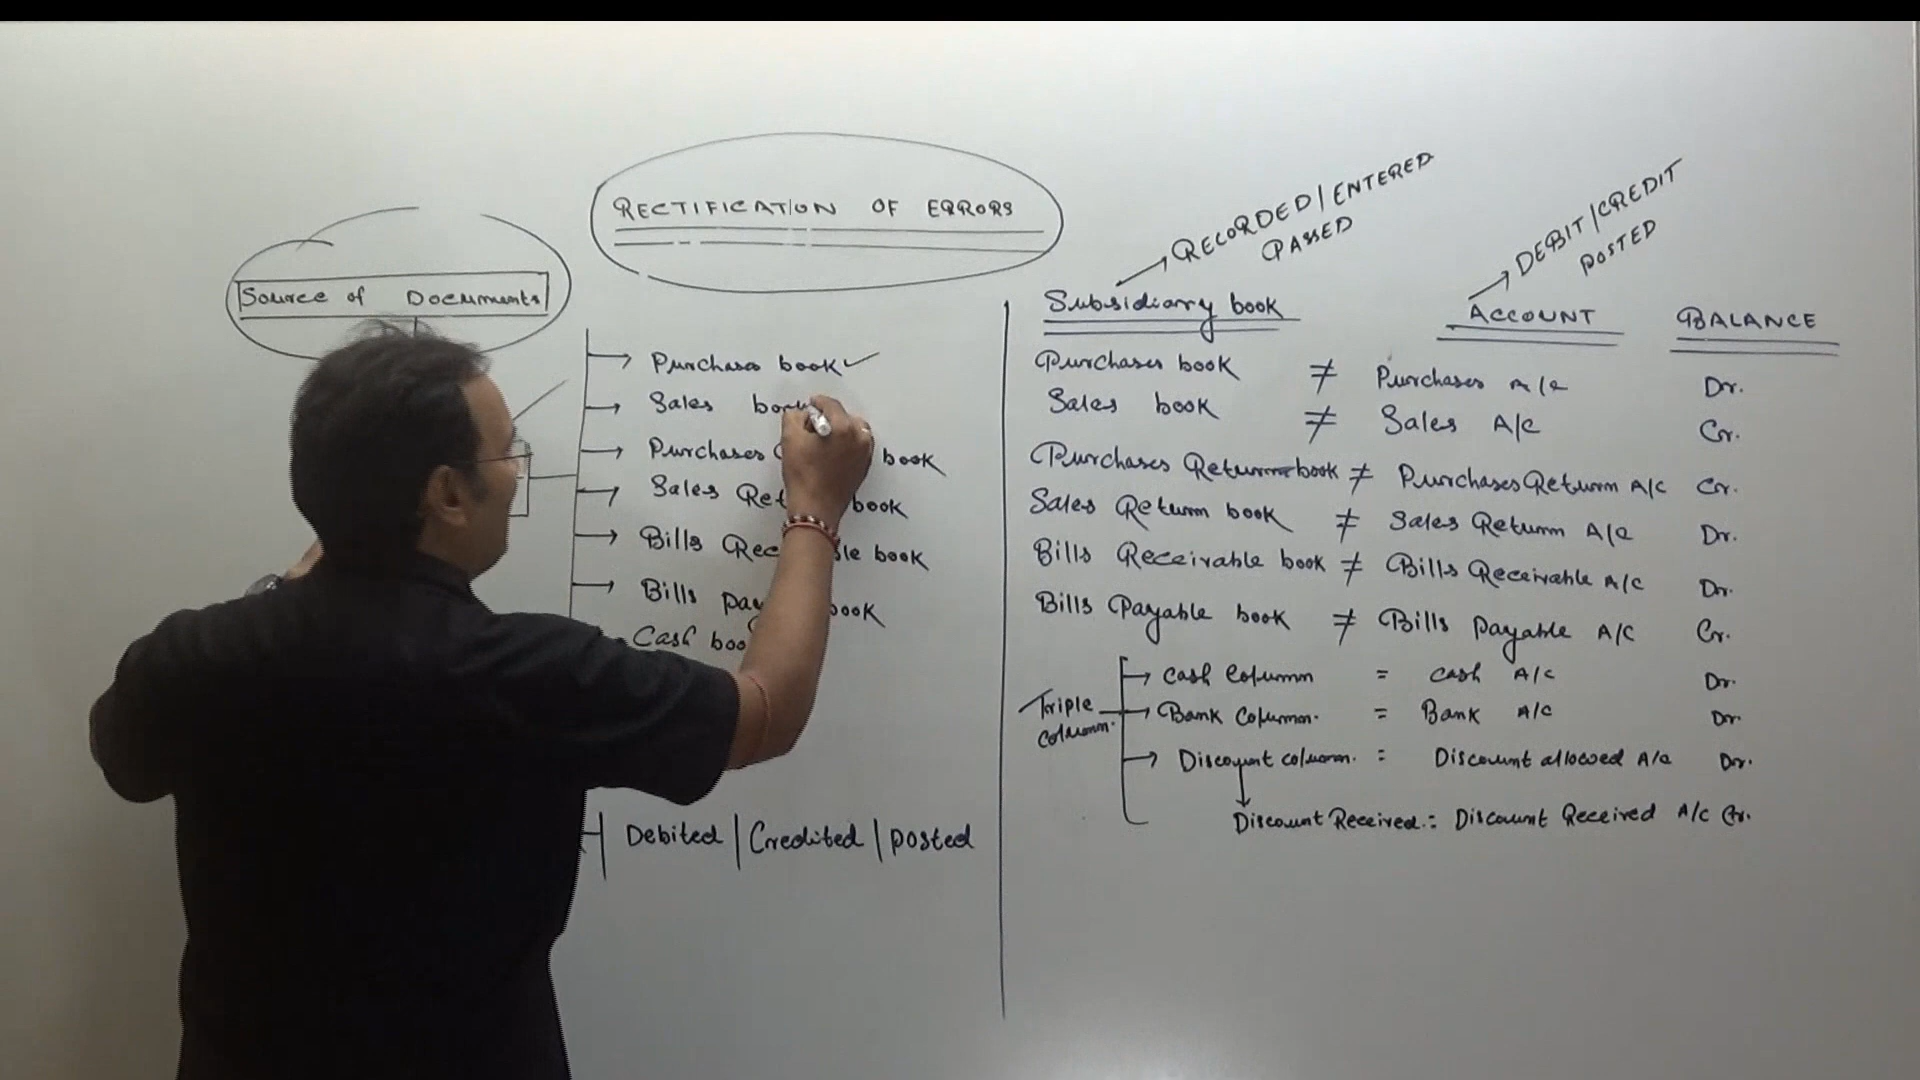 RECTIFICATION OF ERRORS
Source of Documents
Purchases book ✓
Sales book
Purchases book
Sales Ret book
Bills Rec le book
Bills Pay book
Cash boo
Debited | Credited | posted
RECORDED / ENTERED
PASSED
DEBIT / CREDIT
POSTED
Subsidiary book ACCOUNT BALANCE
Purchases book ≠ Purchases A/c Dr.
Sales book ≠ Sales A/c Cr.
Purchases Return book ≠ Purchases Return A/c Cr.
Sales Return book ≠ Sales Return A/c Dr.
Bills Receivable book ≠ Bills Receivable A/c Dr.
Bills Payable book ≠ Bills Payable A/c Cr.
Triple Column.
Cash Column = Cash A/c Dr.
Bank Column. = Bank A/c Dr.
Discount column. = Discount allowed A/c Dr.
Discount Received. = Discount Received A/c Cr.